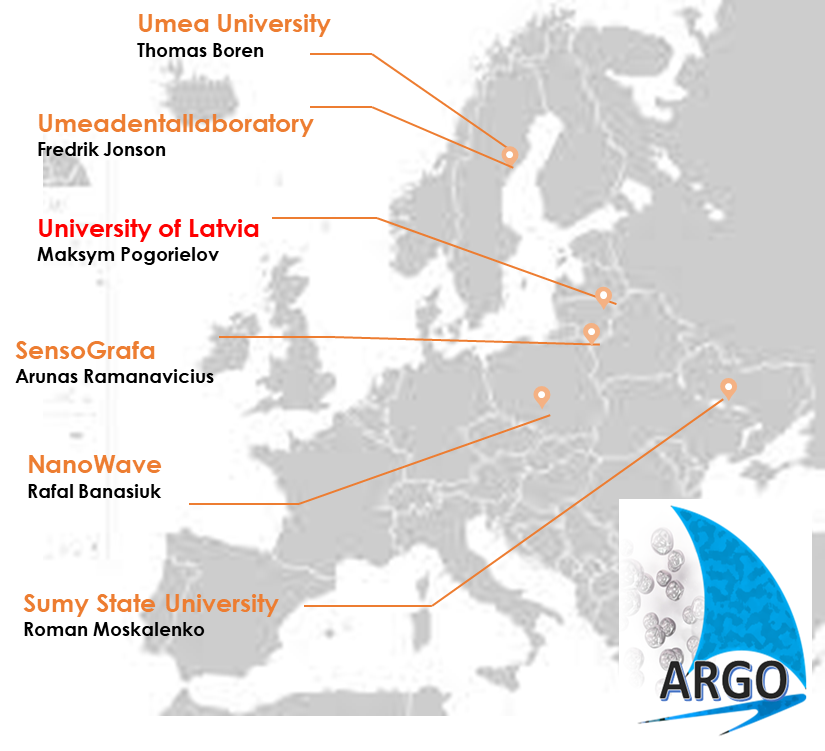 Umea University
Thomas Boren
Umeadentallaboratory
Fredrik Jonson
University of Latvia
Maksym Pogorielov
SensoGrafa
Arunas Ramanavicius
NanoWave
Rafal Banasiuk
Sumy State University
Roman Moskalenko
ARGO